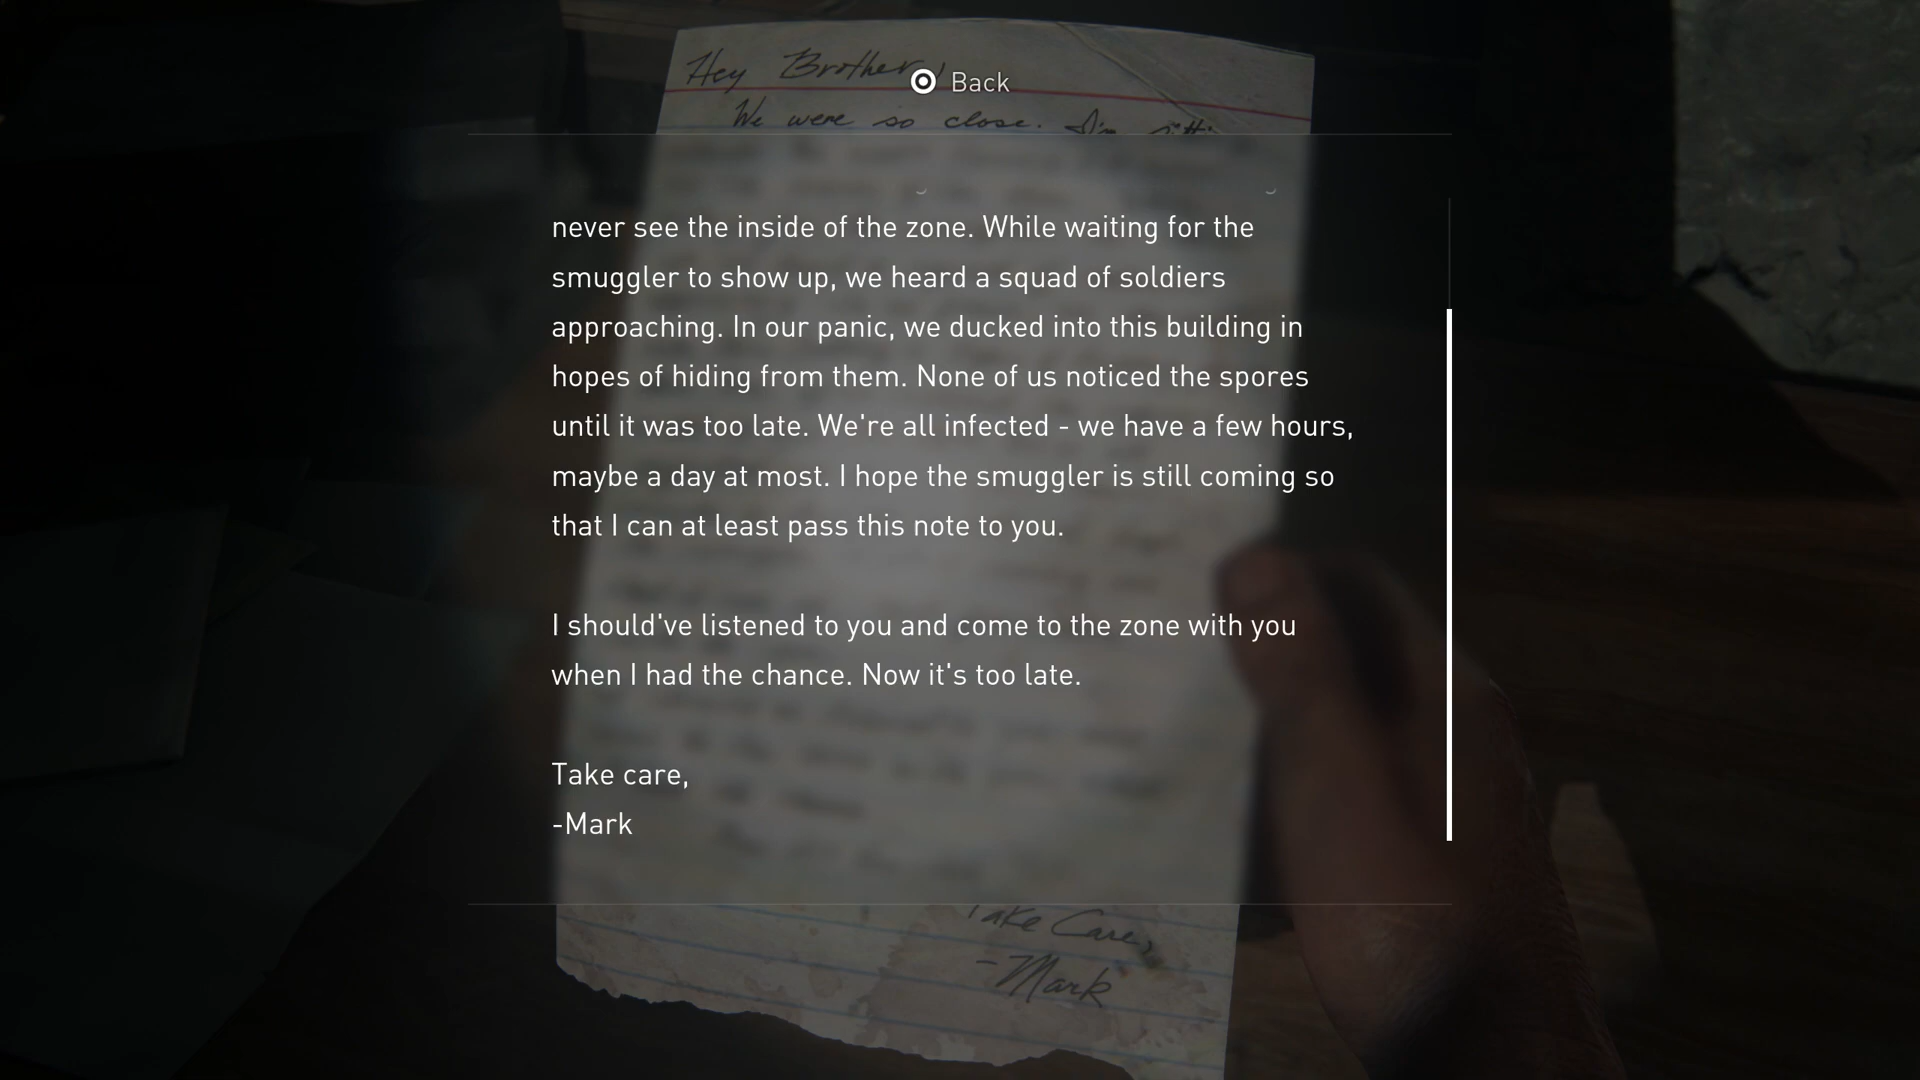 Hey Brother,
Back
We were so close. I'm sitti
never see the inside of the zone. While waiting for the
smuggler to show up, we heard a squad of soldiers
approaching. In our panic, we ducked into this building in
hopes of hiding from them. None of us noticed the spores
until it was too late. We're all infected - we have a few hours,
maybe a day at most. I hope the smuggler is still coming so
that I can at least pass this note to you.
I should've listened to you and come to the zone with you
when I had the chance. Now it's too late.
Take care,
-Mark
Take Care,
-Mark